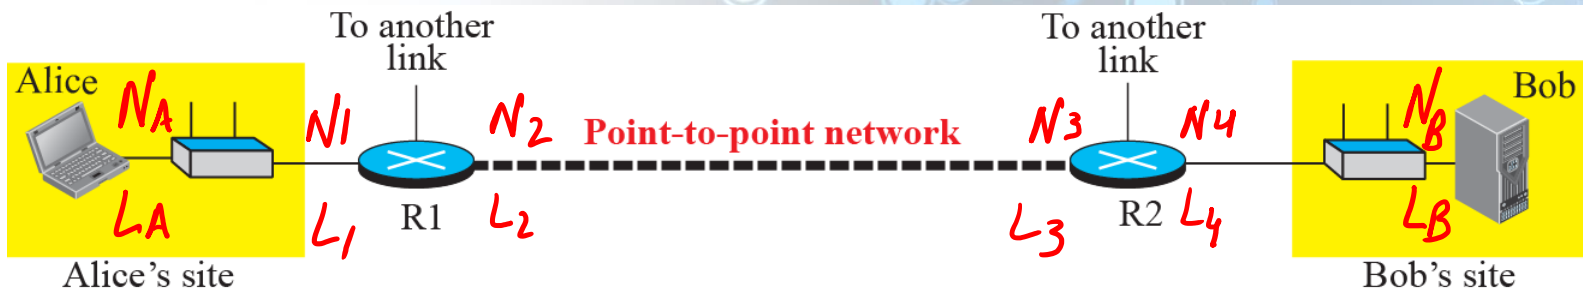 To another
link
To another
link
Alice
Bob
NA
N1
N2
Point-to-point network
N3
N4
NB
LA
L1
R1
L2
L3
R2
L4
LB
Alice's site
Bob's site